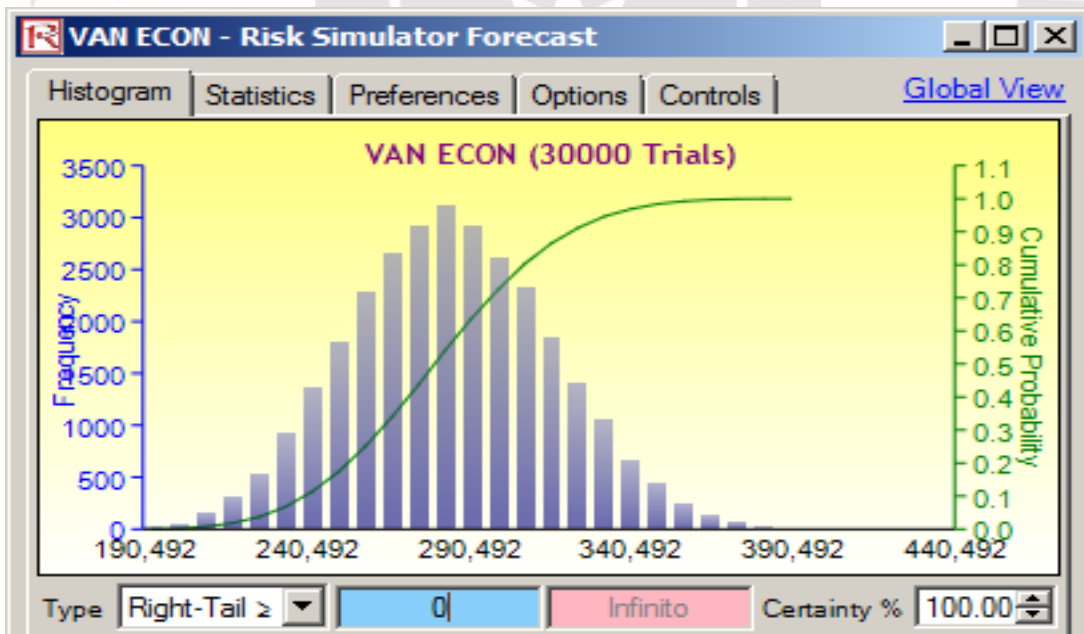 VAN ECON - Risk Simulator Forecast
Histogram Statistics Preferences Options Controls Global View
VAN ECON (30000 Trials)
3500
3000
2500
2000
1500
1000
500
0
Frequency
1.1
1.0
0.9
0.8
0.7
0.6
0.5
0.4
0.3
0.2
0.1
0.0
Cumulative Probability
190,492 240,492 290,492 340,492 390,492 440,492
Type Right-Tail ≥ 0 Infinito Certainty % 100.00